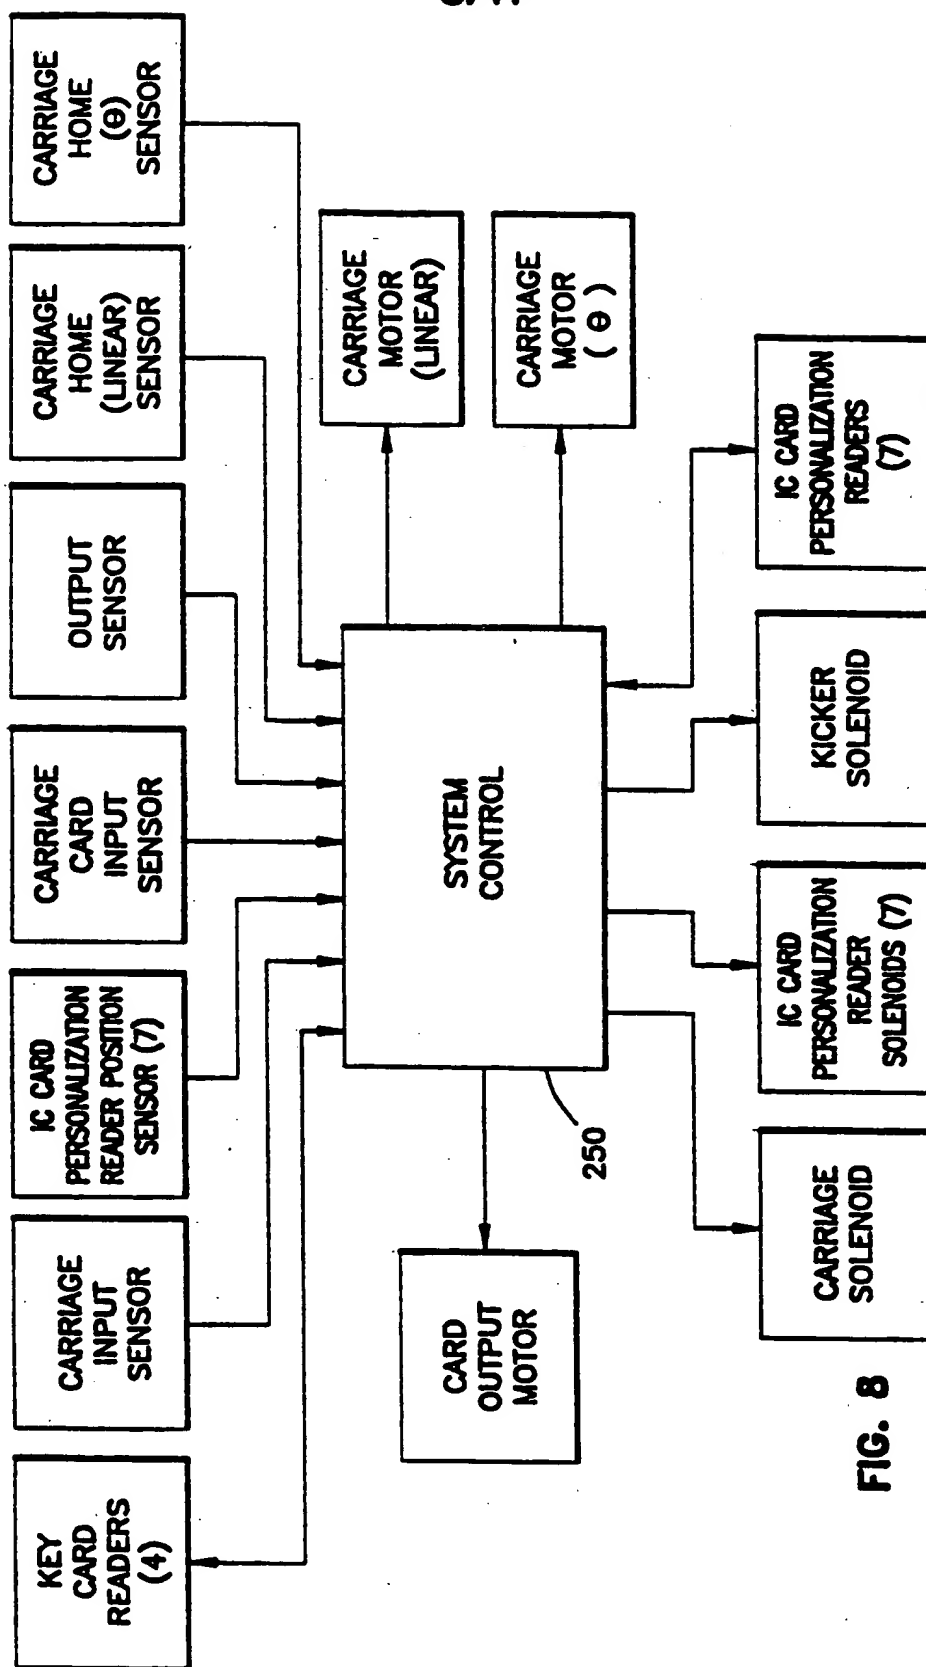 KEY
CARD
READERS
(4)
CARRIAGE
INPUT
SENSOR
IC CARD
PERSONALIZATION
READER POSITION
SENSOR (7)
CARRIAGE
CARD
INPUT
SENSOR
OUTPUT
SENSOR
CARRIAGE
HOME
(LINEAR)
SENSOR
CARRIAGE
HOME
(θ)
SENSOR
CARD
OUTPUT
MOTOR
250
SYSTEM
CONTROL
CARRIAGE
MOTOR
(LINEAR)
CARRIAGE
MOTOR
( θ )
CARRIAGE
SOLENOID
IC CARD
PERSONALIZATION
READER
SOLENOIDS (7)
KICKER
SOLENOID
IC CARD
PERSONALIZATION
READERS
(7)
FIG. 8